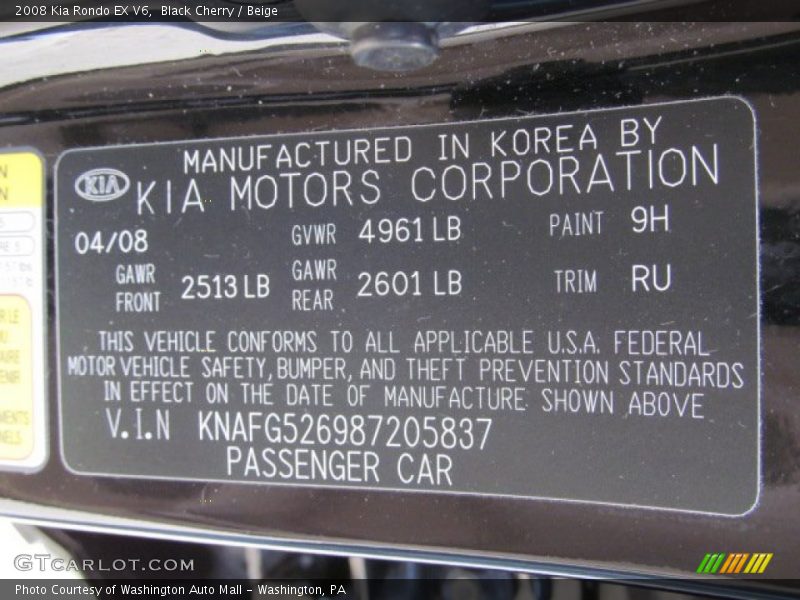 2008 Kia Rondo EX V6, Black Cherry / Beige
MANUFACTURED IN KOREA BY
KIA KIA MOTORS CORPORATION
04/08 GVWR 4961 LB PAINT 9H
GAWR FRONT 2513 LB GAWR REAR 2601 LB TRIM RU
THIS VEHICLE CONFORMS TO ALL APPLICABLE U.S.A. FEDERAL
MOTOR VEHICLE SAFETY, BUMPER, AND THEFT PREVENTION STANDARDS
IN EFFECT ON THE DATE OF MANUFACTURE SHOWN ABOVE
V.I.N KNAFG526987205837
PASSENGER CAR
GTCARLOT.COM
Photo Courtesy of Washington Auto Mall - Washington, PA